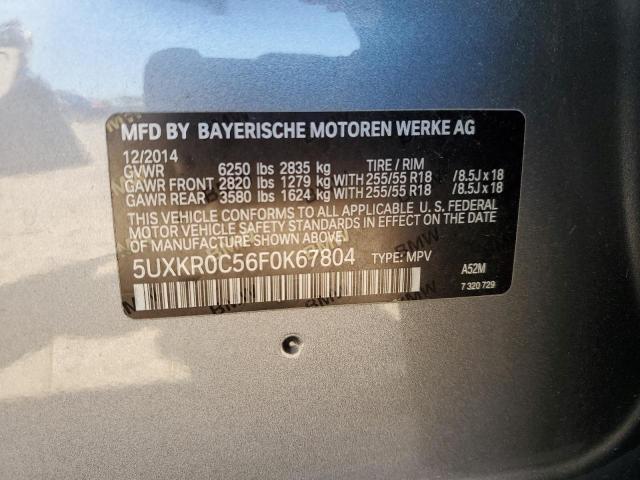 MFD BY BAYERISCHE MOTOREN WERKE AG
12/2014
GVWR 6250 lbs 2835 kg TIRE / RIM
GAWR FRONT 2820 lbs 1279 kg WITH 255/55 R18 /8.5J x 18
GAWR REAR 3580 lbs 1624 kg WITH 255/55 R18 /8.5J x 18
THIS VEHICLE CONFORMS TO ALL APPLICABLE U. S. FEDERAL
MOTOR VEHICLE SAFETY STANDARDS IN EFFECT ON THE DATE
OF MANUFACTURE SHOWN ABOVE.
5UXKR0C56F0K67804 TYPE: MPV
A52M
7 320 729